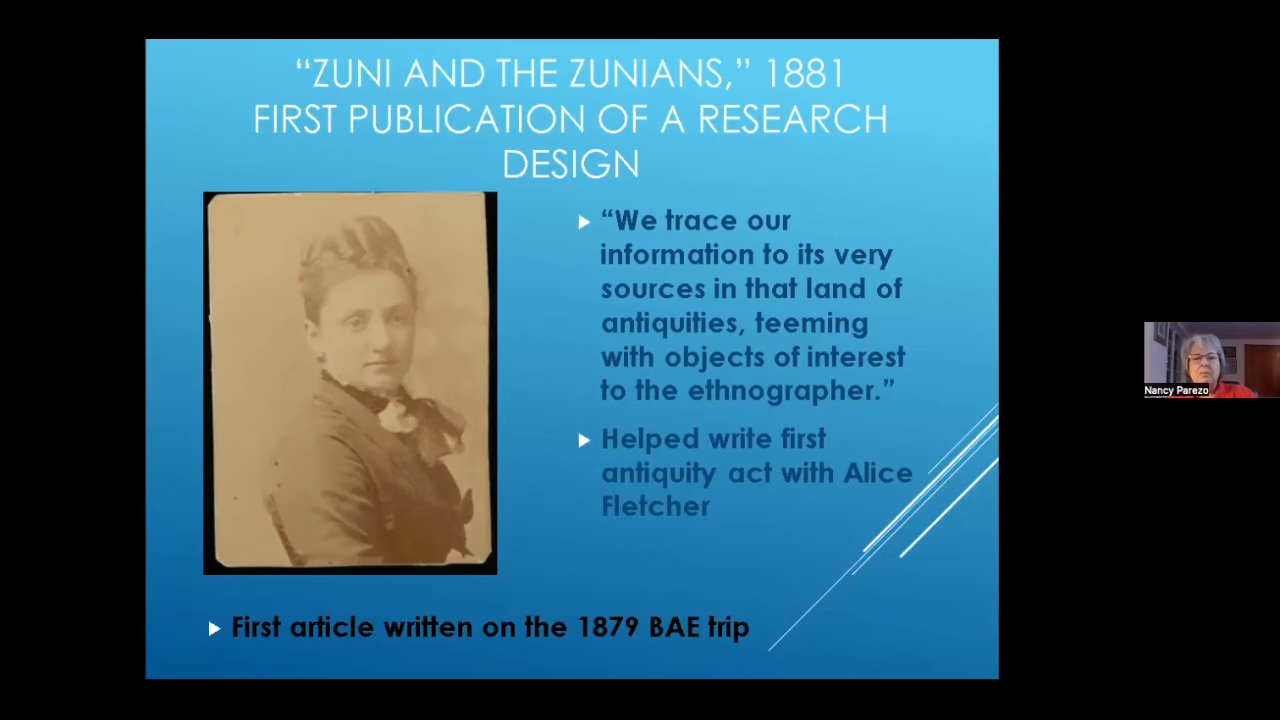 “ZUNI AND THE ZUNIANS,” 1881
FIRST PUBLICATION OF A RESEARCH
DESIGN
“We trace our
information to its very
sources in that land of
antiquities, teeming
with objects of interest
to the ethnographer.”
Helped write first
antiquity act with Alice
Fletcher
First article written on the 1879 BAE trip
Nancy Parezo